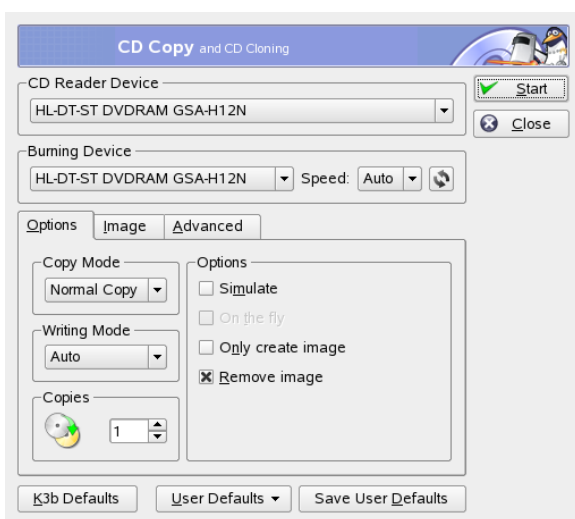 CD Copy and CD Cloning
CD Reader Device
HL-DT-ST DVDRAM GSA-H12N
Start
Close
Burning Device
HL-DT-ST DVDRAM GSA-H12N
Speed: Auto
Options Image Advanced
Copy Mode
Normal Copy
Writing Mode
Auto
Copies
1
Options
Simulate
On the fly
Only create image
Remove image
K3b Defaults User Defaults Save User Defaults